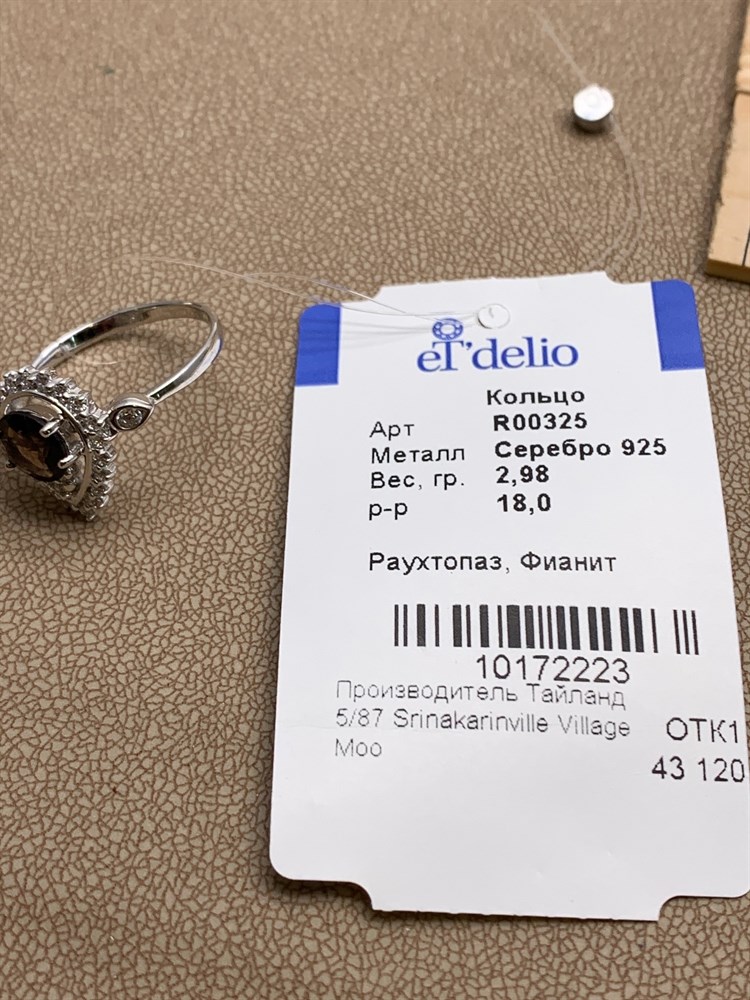 eT'delio
Кольцо
Арт R00325
Металл Серебро 925
Вес, гр. 2,98
р-р 18,0
Раухтопаз, Фианит
10172223
Производитель Тайланд
5/87 Srinakarinville Village
Moo
ОТК1
43 120